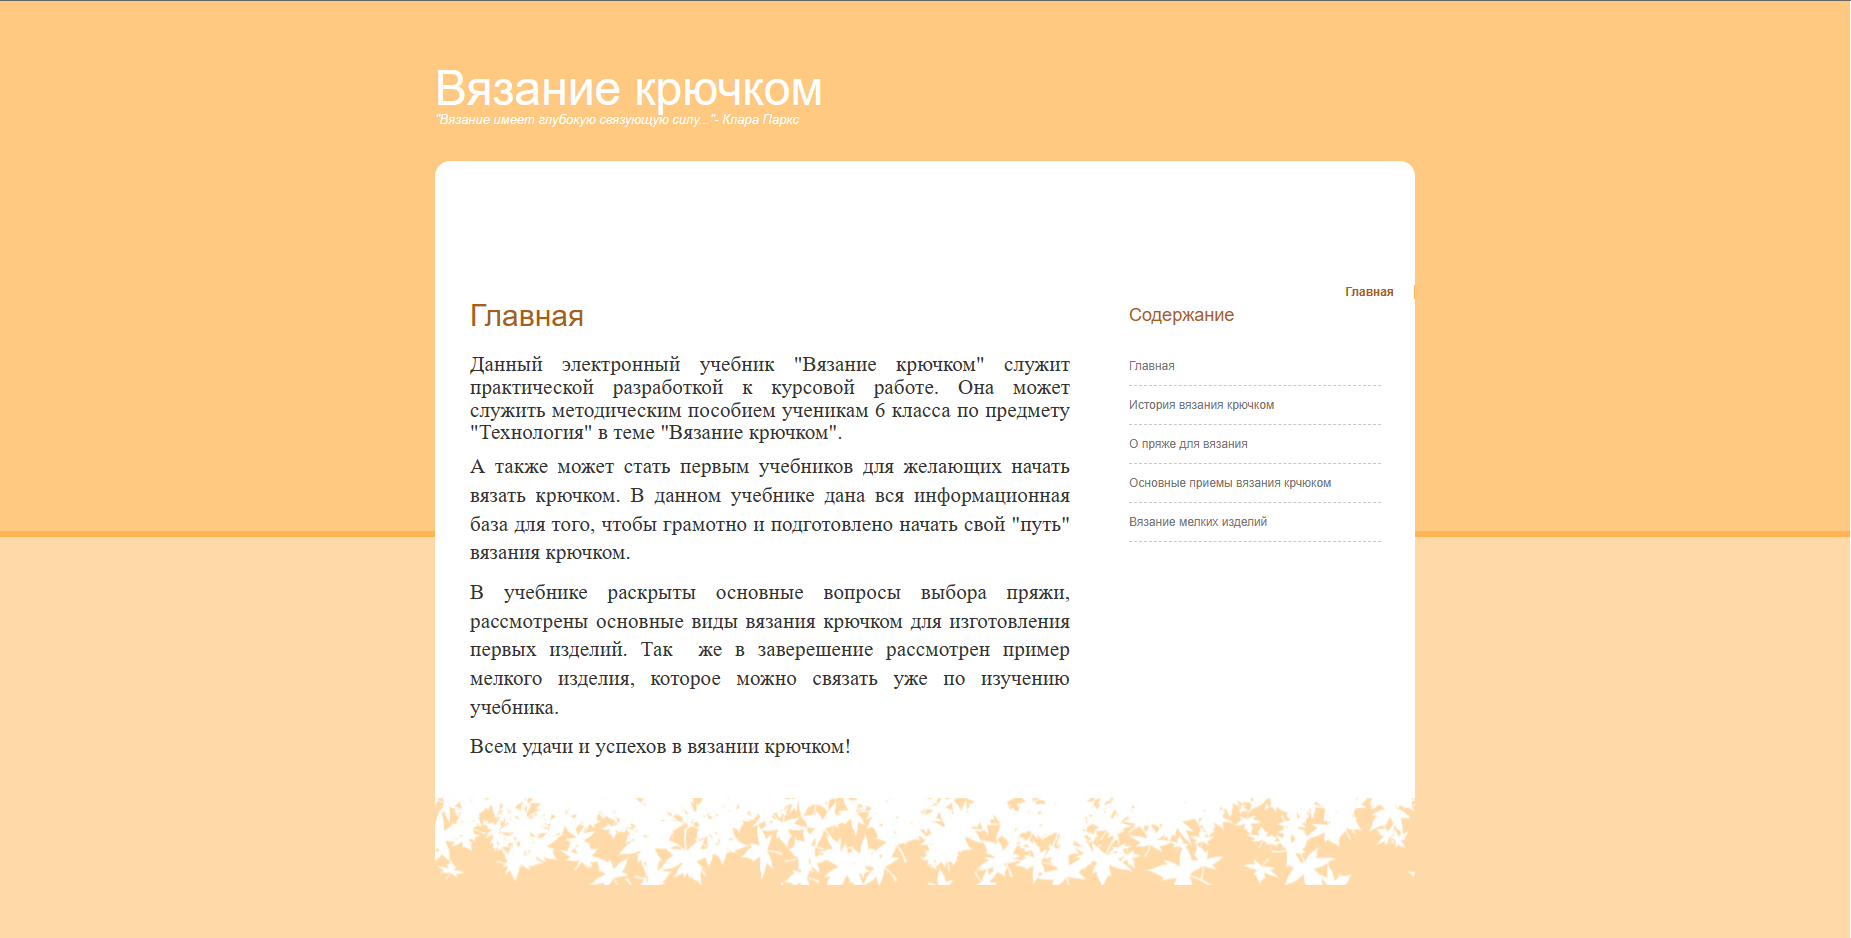 Вязание крючком
"Вязание имеет глубокую связующую силу..."- Клара Паркс
Главная
Главная
Данный электронный учебник "Вязание крючком" служит
практической разработкой к курсовой работе. Она может
служить методическим пособием ученикам 6 класса по предмету
"Технология" в теме "Вязание крючком".
А также может стать первым учебников для желающих начать
вязать крючком. В данном учебнике дана вся информационная
база для того, чтобы грамотно и подготовлено начать свой "путь"
вязания крючком.
В учебнике раскрыты основные вопросы выбора пряжи,
рассмотрены основные виды вязания крючком для изготовления
первых изделий. Так же в заверешение рассмотрен пример
мелкого изделия, которое можно связать уже по изучению
учебника.
Всем удачи и успехов в вязании крючком!
Содержание
Главная
История вязания крючком
О пряже для вязания
Основные приемы вязания крчюком
Вязание мелких изделий